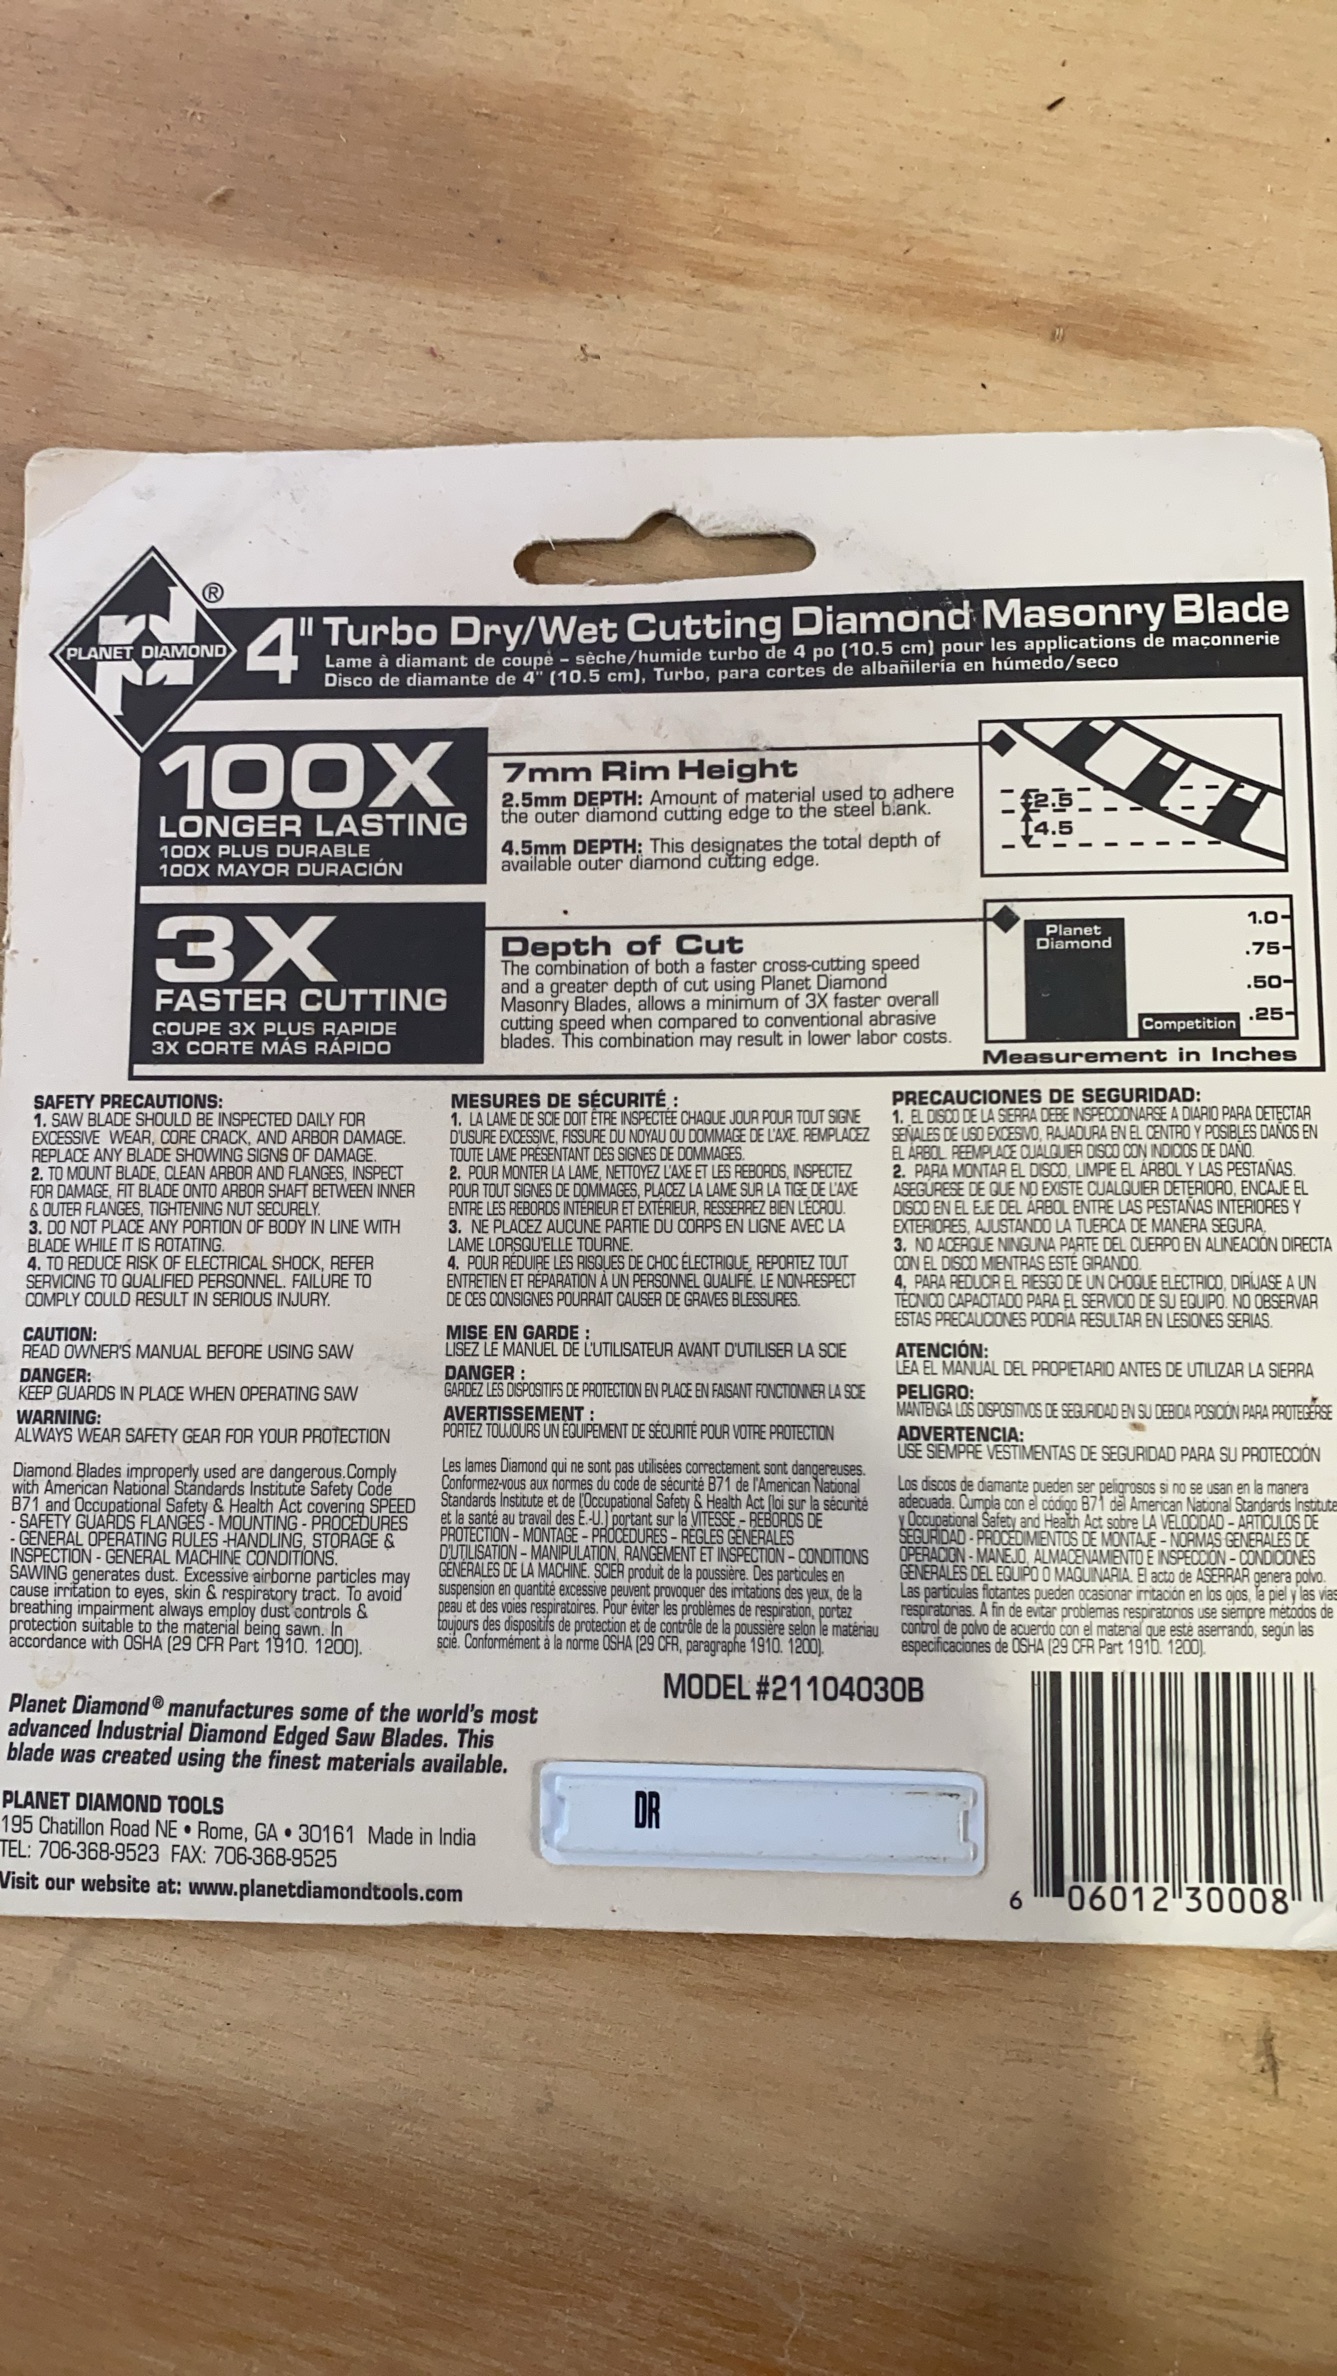 PLANET DIAMOND ®
4" Turbo Dry/Wet Cutting Diamond Masonry Blade
Lame à diamant de coupe – sèche/humide turbo de 4 po (10.5 cm) pour les applications de maçonnerie
Disco de diamante de 4" (10.5 cm), Turbo, para cortes de albañilería en húmedo/seco
100X
LONGER LASTING
100X PLUS DURABLE
100X MAYOR DURACIÓN
7mm Rim Height
2.5mm DEPTH: Amount of material used to adhere
the outer diamond cutting edge to the steel b.ank.
4.5mm DEPTH: This designates the total depth of
available outer diamond cutting edge.
2.5
4.5
3X
FASTER CUTTING
COUPE 3X PLUS RAPIDE
3X CORTE MÁS RÁPIDO
Depth of Cut
The combination of both a faster cross-cutting speed
and a greater depth of cut using Planet Diamond
Masonry Blades, allows a minimum of 3X faster overall
cutting speed when compared to conventional abrasive
blades. This combination may result in lower labor costs.
Planet
Diamond
Competition
1.0
.75
.50
.25
Measurement in Inches
SAFETY PRECAUTIONS:
1. SAW BLADE SHOULD BE INSPECTED DAILY FOR
EXCESSIVE WEAR, CORE CRACK, AND ARBOR DAMAGE.
REPLACE ANY BLADE SHOWING SIGNS OF DAMAGE.
2. TO MOUNT BLADE, CLEAN ARBOR AND FLANGES, INSPECT
FOR DAMAGE, FIT BLADE ONTO ARBOR SHAFT BETWEEN INNER
& OUTER FLANGES, TIGHTENING NUT SECURELY.
3. DO NOT PLACE ANY PORTION OF BODY IN LINE WITH
BLADE WHILE IT IS ROTATING.
4. TO REDUCE RISK OF ELECTRICAL SHOCK, REFER
SERVICING TO QUALIFIED PERSONNEL. FAILURE TO
COMPLY COULD RESULT IN SERIOUS INJURY.
CAUTION:
READ OWNER'S MANUAL BEFORE USING SAW
DANGER:
KEEP GUARDS IN PLACE WHEN OPERATING SAW
WARNING:
ALWAYS WEAR SAFETY GEAR FOR YOUR PROTECTION
Diamond Blades improperly used are dangerous.Comply
with American National Standards Institute Safety Code
B71 and Occupational Safety & Health Act covering SPEED
- SAFETY GUARDS FLANGES - MOUNTING - PROCEDURES
- GENERAL OPERATING RULES -HANDLING, STORAGE &
INSPECTION - GENERAL MACHINE CONDITIONS.
SAWING generates dust. Excessive airborne particles may
cause irritation to eyes, skin & respiratory tract. To avoid
breathing impairment always employ dust controls &
protection suitable to the material being sawn. In
accordance with OSHA (29 CFR Part 1910. 1200).
MESURES DE SÉCURITÉ :
1. LA LAME DE SCIE DOIT ÊTRE INSPECTÉE CHAQUE JOUR POUR TOUT SIGNE
D'USURE EXCESSIVE, FISSURE DU NOYAU OU DOMMAGE DE L'AXE. REMPLACEZ
TOUTE LAME PRÉSENTANT DES SIGNES DE DOMMAGES.
2. POUR MONTER LA LAME, NETTOYEZ L'AXE ET LES REBORDS, INSPECTEZ
POUR TOUT SIGNES DE DOMMAGES, PLACEZ LA LAME SUR LA TIGE DE L'AXE
ENTRE LES REBORDS INTÉRIEUR ET EXTÉRIEUR, RESSERREZ BIEN L'ÉCROU.
3. NE PLACEZ AUCUNE PARTIE DU CORPS EN LIGNE AVEC LA
LAME LORSQU'ELLE TOURNE.
4. POUR RÉDUIRE LES RISQUES DE CHOC ÉLECTRIQUE, REPORTEZ TOUT
ENTRETIEN ET RÉPARATION À UN PERSONNEL QUALIFIÉ. LE NON-RESPECT
DE CES CONSIGNES POURRAIT CAUSER DE GRAVES BLESSURES.
MISE EN GARDE :
LISEZ LE MANUEL DE L'UTILISATEUR AVANT D'UTILISER LA SCIE
DANGER :
GARDEZ LES DISPOSITIFS DE PROTECTION EN PLACE EN FAISANT FONCTIONNER LA SCIE
AVERTISSEMENT :
PORTEZ TOUJOURS UN ÉQUIPEMENT DE SÉCURITÉ POUR VOTRE PROTECTION
Les lames Diamond qui ne sont pas utilisées correctement sont dangereuses.
Conformez-vous aux normes du code de sécurité B71 de l'American National
Standards Institute et de l'Occupational Safety & Health Act (loi sur la sécurité
et la santé au travail des É.-U.) portant sur la VITESSE – REBORDS DE
PROTECTION – MONTAGE – PROCÉDURES – RÈGLES GÉNÉRALES
D'UTILISATION – MANIPULATION, RANGEMENT ET INSPECTION – CONDITIONS
GÉNÉRALES DE LA MACHINE. SCIER produit de la poussière. Des particules en
suspension en quantité excessive peuvent provoquer des irritations des yeux, de la
peau et des voies respiratoires. Pour éviter les problèmes de respiration, portez
toujours des dispositifs de protection et de contrôle de la poussière selon le matériau
scié. Conformément à la norme OSHA (29 CFR, paragraphe 1910. 1200).
PRECAUCIONES DE SEGURIDAD:
1. EL DISCO DE LA SIERRA DEBE INSPECCIONARSE A DIARIO PARA DETECTAR
SEÑALES DE USO EXCESIVO, RAJADURA EN EL CENTRO Y POSIBLES DAÑOS EN
EL ÁRBOL. REEMPLACE CUALQUIER DISCO CON INDICIOS DE DAÑO.
2. PARA MONTAR EL DISCO, LIMPIE EL ÁRBOL Y LAS PESTAÑAS.
ASEGÚRESE DE QUE NO EXISTE CUALQUIER DETERIORO, ENCAJE EL
DISCO EN EL EJE DEL ÁRBOL ENTRE LAS PESTAÑAS INTERIORES Y
EXTERIORES, AJUSTANDO LA TUERCA DE MANERA SEGURA.
3. NO ACERQUE NINGUNA PARTE DEL CUERPO EN ALINEACIÓN DIRECTA
CON EL DISCO MIENTRAS ESTÉ GIRANDO.
4. PARA REDUCIR EL RIESGO DE UN CHOQUE ELECTRICO, DIRÍJASE A UN
TÉCNICO CAPACITADO PARA EL SERVICIO DE SU EQUIPO. NO OBSERVAR
ESTAS PRECAUCIONES PODRÍA RESULTAR EN LESIONES SERIAS.
ATENCIÓN:
LEA EL MANUAL DEL PROPIETARIO ANTES DE UTILIZAR LA SIERRA
PELIGRO:
MANTENGA LOS DISPOSITIVOS DE SEGURIDAD EN SU DEBIDA POSICIÓN PARA PROTEGERSE
ADVERTENCIA:
USE SIEMPRE VESTIMENTAS DE SEGURIDAD PARA SU PROTECCIÓN
Los discos de diamante pueden ser peligrosos si no se usan en la manera
adecuada. Cumpla con el código B71 del American National Standards Institute
y Occupational Safety and Health Act sobre LA VELOCIDAD – ARTICULOS DE
SEGURIDAD - PROCEDIMIENTOS DE MONTAJE – NORMAS GENERALES DE
OPERACIÓN - MANEJO, ALMACENAMIENTO E INSPECCIÓN – CONDICIONES
GENERALES DEL EQUIPO O MAQUINARIA. El acto de ASERRAR genera polvo.
Las particulas flotantes pueden ocasionar irritación en los ojos, la piel y las vias
respiratorias. A fin de evitar problemas respiratorios use siempre métodos de
control de polvo de acuerdo con el material que esté aserrando, según las
especificaciones de OSHA (29 CFR Part 1910. 1200).
MODEL #21104030B
Planet Diamond® manufactures some of the world's most
advanced Industrial Diamond Edged Saw Blades. This
blade was created using the finest materials available.
PLANET DIAMOND TOOLS
195 Chatillon Road NE • Rome, GA • 30161 Made in India
TEL: 706-368-9523 FAX: 706-368-9525
Visit our website at: www.planetdiamondtools.com
DR
6 06012 30008